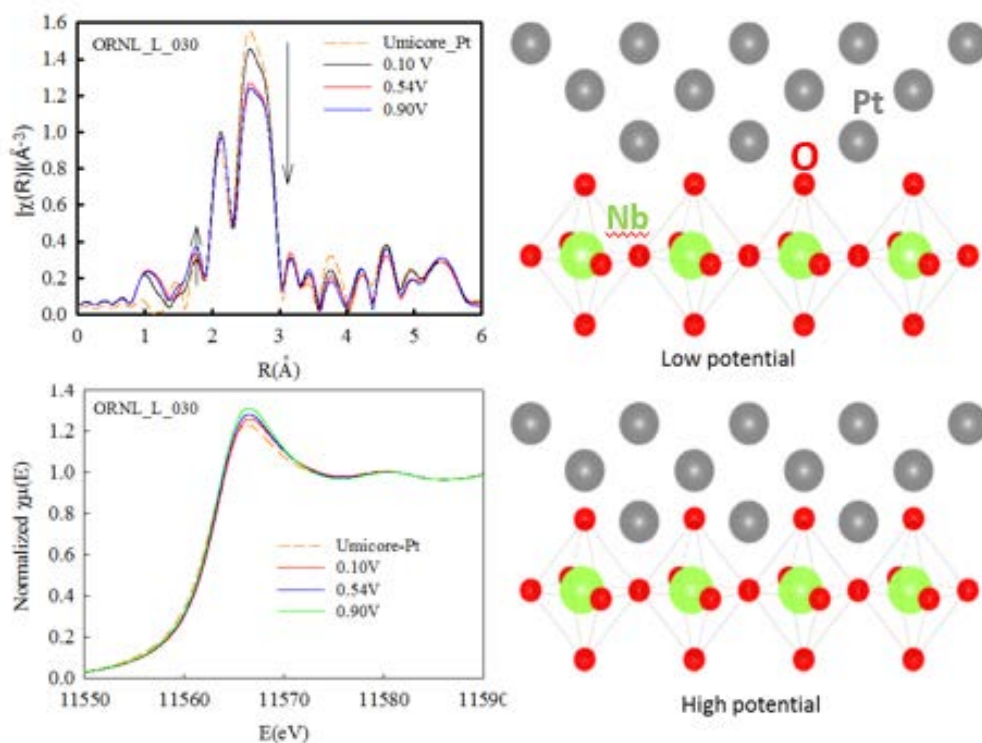 ORNL_L_030
Umicore_Pt
0.10 V
0.54V
0.90V
|χ(R)|(Å-3)
1.6
1.4
1.2
1.0
0.8
0.6
0.4
0.2
0.0
0 1 2 3 4 5 6
R(Å)
Pt
O
Nb
Low potential
ORNL_L_030
Umicore-Pt
0.10V
0.54V
0.90V
Normalized χμ(E)
1.4
1.2
1.0
0.8
0.6
0.4
0.2
0.0
11550 11560 11570 11580 1159
E(eV)
High potential